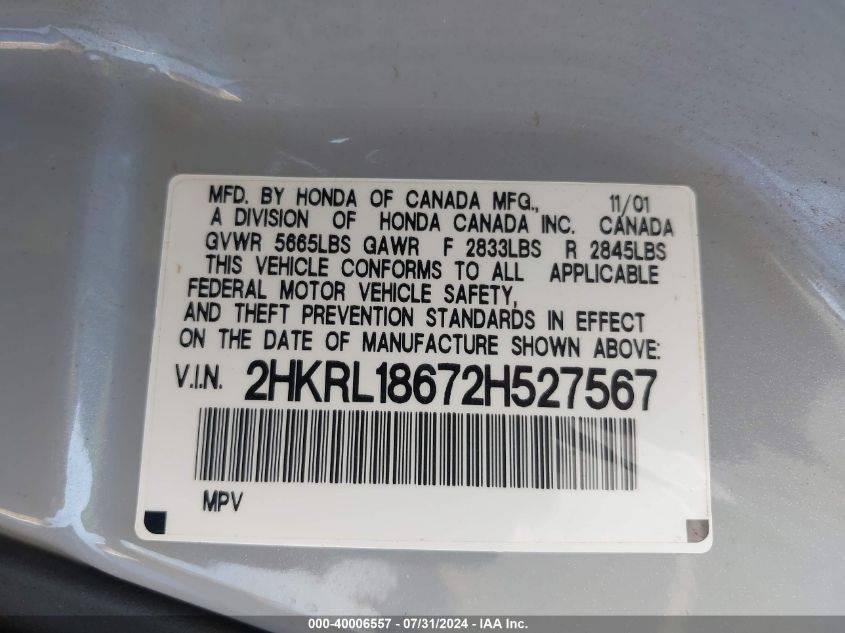 MFD. BY HONDA OF CANADA MFG., 11/01
A DIVISION OF HONDA CANADA INC. CANADA
GVWR 5665LBS GAWR F 2833LBS R 2845LBS
THIS VEHICLE CONFORMS TO ALL APPLICABLE
FEDERAL MOTOR VEHICLE SAFETY,
AND THEFT PREVENTION STANDARDS IN EFFECT
ON THE DATE OF MANUFACTURE SHOWN ABOVE:
V.I.N. 2HKRL18672H527567
MPV
000-40006557 - 07/31/2024 - IAA Inc.